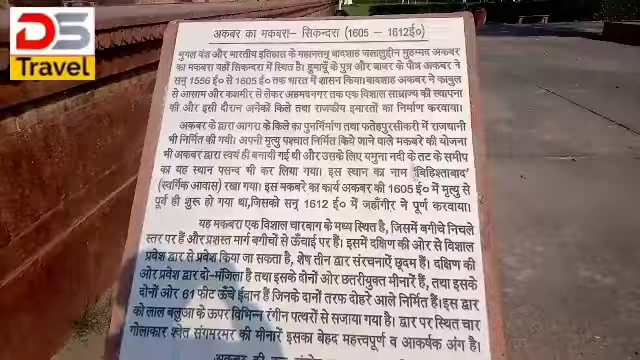 DS
Travel
अकबर का मकबरा– सिकन्दरा (1605 – 1612ई०)
मुगल वंश और भारतीय इतिहास के महानतम् बादशाह जलालुद्दीन मुहम्मद अकबर
का मकबरा यहाँ सिकन्दरा में स्थित है। हुमायूँ के पुत्र और बाबर के पौत्र अकबर ने
सन् 1556 ई० से 1605 ई० तक भारत में शासन किया। बादशाह अकबर ने काबुल
से आसाम और कश्मीर से लेकर अहमदनगर तक एक विशाल साम्राज्य की स्थापना
की और इसी दौरान अनेकों किले तथा राजकीय इमारतों का निर्माण करवाया।
अकबर के द्वारा आगरा के किले का पुनर्निर्माण तथा फतेहपुरसीकरी में राजधानी
भी निर्मित की गयी। अपनी मृत्यु पश्चात निर्मित किये जाने वाले मकबरे की योजना
भी अकबर द्वारा स्वयं ही बनायी गई थी और उसके लिए यमुना नदी के तट के समीप
का यह स्थान पसन्द भी कर लिया गया। इस स्थान का नाम 'बिहिश्ताबाद'
(स्वर्गिक आवास) रखा गया। इस मकबरे का कार्य अकबर की 1605 ई० में मृत्यु से
पूर्व ही शुरू हो गया था,जिसको सन् 1612 ई० में जहाँगीर ने पूर्ण करवाया।
यह मकबरा एक विशाल चारबाग के मध्य स्थित है, जिसमें बगीचे निचले
स्तर पर हैं और प्रशस्त मार्ग बगीचों से ऊँचाई पर हैं। इसमें दक्षिण की ओर से विशाल
प्रवेश द्वार से प्रवेश किया जा सकता है, शेष तीन द्वार संरचनाऐं छद्म हैं। दक्षिण की
ओर प्रवेश द्वार दो-मंजिला है तथा इसके दोनों ओर छतरीयुक्त मीनारें हैं, तथा इसके
दोनों ओर 61 फीट ऊँचे ईदान हैं जिनके दानों तरफ दोहरे आले निर्मित हैं। इस द्वार
को लाल बलुआ के ऊपर विभिन्न रंगीन पत्थरों से सजाया गया है। द्वार पर स्थित चार
गोलाकार श्वेत संगमरमर की मीनारें इसका बेहद महत्त्वपूर्ण व आकर्षक अंग है।
अकबर की